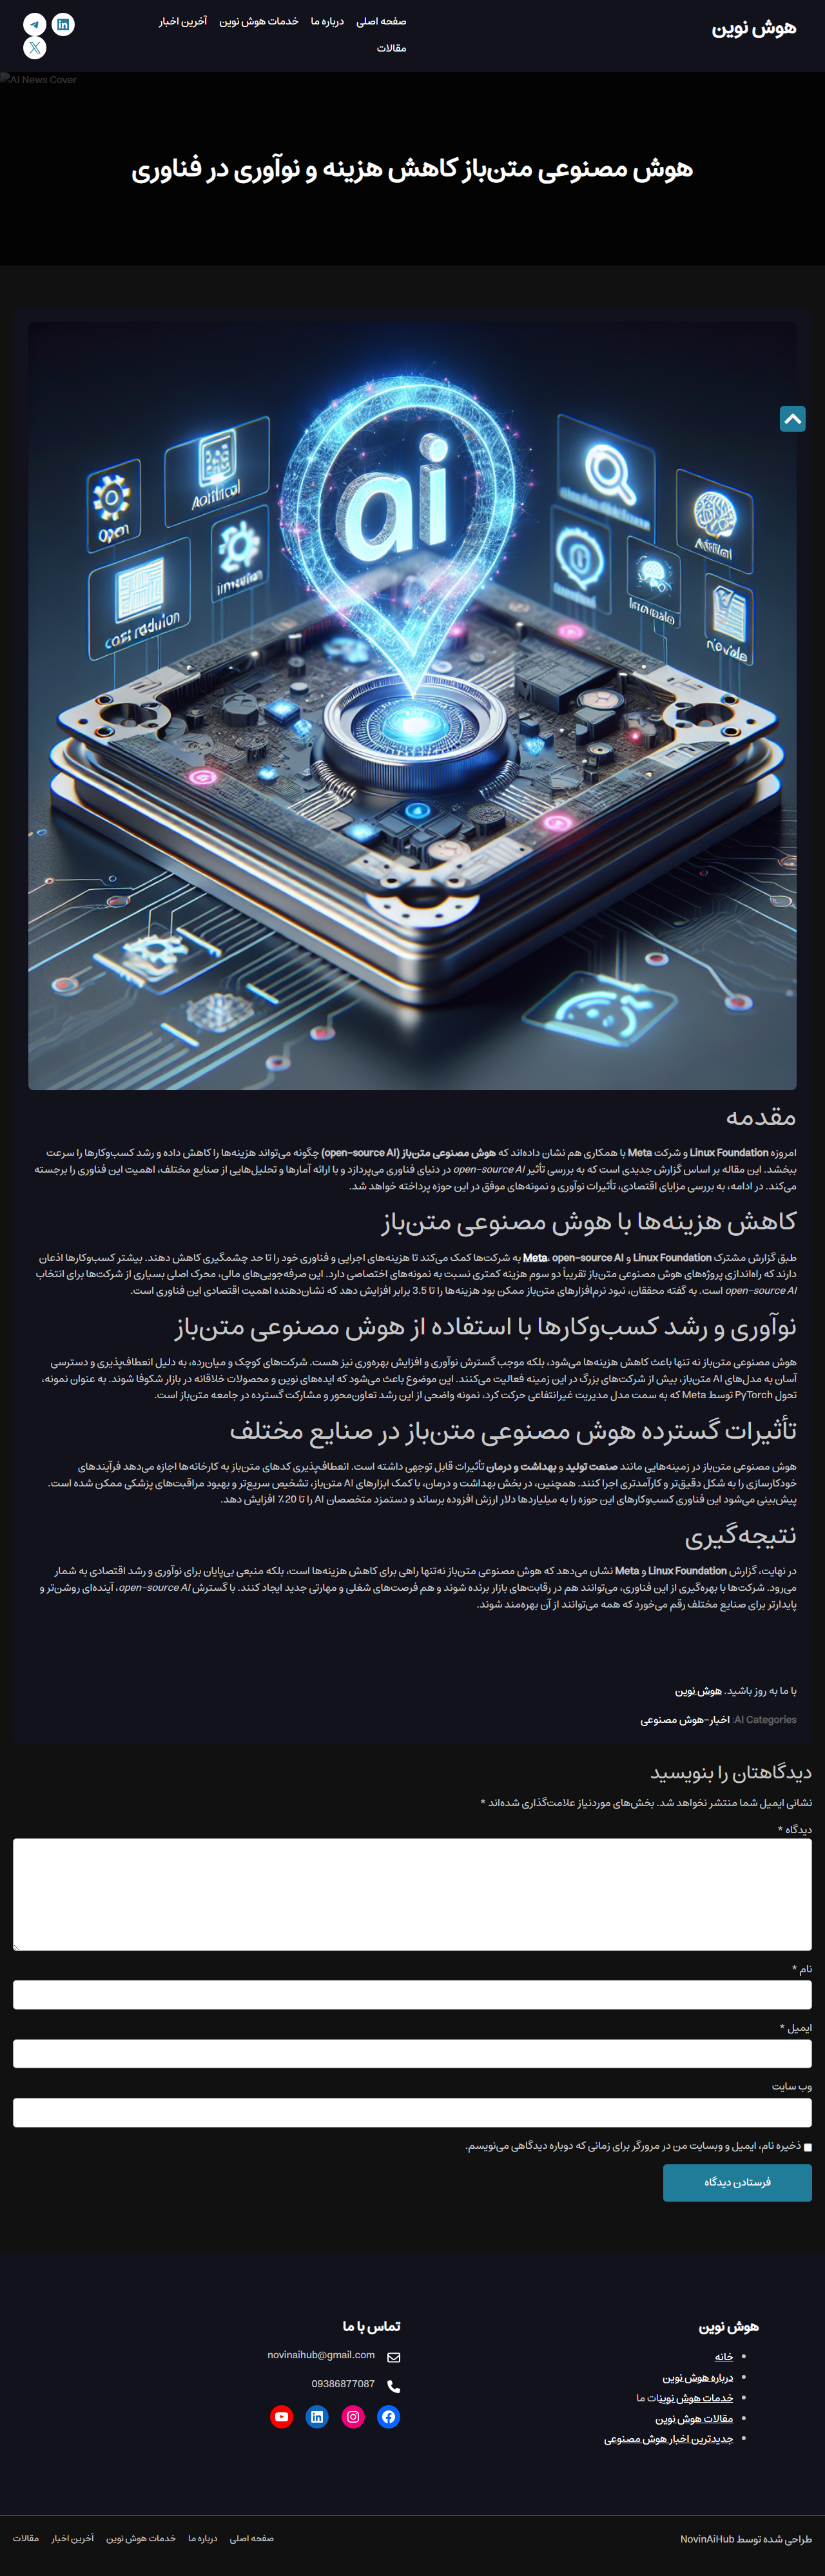 هوش نوین
صفحه اصلی درباره ما خدمات هوش نوین آخرین اخبار
مقالات
AI News Cover
هوش مصنوعی متن‌باز کاهش هزینه و نوآوری در فناوری
ai
Open
مقدمه
امروزه Linux Foundation و شرکت Meta با همکاری هم نشان داده‌اند که هوش مصنوعی متن‌باز (open-source AI) چگونه می‌تواند هزینه‌ها را کاهش داده و رشد کسب‌وکارها را سرعت
ببخشد. این مقاله بر اساس گزارش جدیدی است که به بررسی تأثیر open-source AI در دنیای فناوری می‌پردازد و با ارائه آمارها و تحلیل‌هایی از صنایع مختلف، اهمیت این فناوری را برجسته
می‌کند. در ادامه، به بررسی مزایای اقتصادی، تأثیرات نوآوری و نمونه‌های موفق در این حوزه پرداخته خواهد شد.
کاهش هزینه‌ها با هوش مصنوعی متن‌باز
طبق گزارش مشترک Linux Foundation و Meta، open-source AI به شرکت‌ها کمک می‌کند تا هزینه‌های اجرایی و فناوری خود را تا حد چشمگیری کاهش دهند. بیشتر کسب‌وکارها اذعان
دارند که راه‌اندازی پروژه‌های هوش مصنوعی متن‌باز تقریباً دو سوم هزینه کمتری نسبت به نمونه‌های اختصاصی دارد. این صرفه‌جویی‌های مالی، محرک اصلی بسیاری از شرکت‌ها برای انتخاب
open-source AI است. به گفته محققان، نبود نرم‌افزارهای متن‌باز ممکن بود هزینه‌ها را تا 3.5 برابر افزایش دهد که نشان‌دهنده اهمیت اقتصادی این فناوری است.
نوآوری و رشد کسب‌وکارها با استفاده از هوش مصنوعی متن‌باز
هوش مصنوعی متن‌باز نه تنها باعث کاهش هزینه‌ها می‌شود، بلکه موجب گسترش نوآوری و افزایش بهره‌وری نیز هست. شرکت‌های کوچک و میان‌رده، به دلیل انعطاف‌پذیری و دسترسی
آسان به مدل‌های AI متن‌باز، بیش از شرکت‌های بزرگ در این زمینه فعالیت می‌کنند. این موضوع باعث می‌شود که ایده‌های نوین و محصولات خلاقانه در بازار شکوفا شوند. به عنوان نمونه،
تحول PyTorch توسط Meta که به سمت مدل مدیریت غیرانتفاعی حرکت کرد، نمونه واضحی از این رشد تعاون‌محور و مشارکت گسترده در جامعه متن‌باز است.
تأثیرات گسترده هوش مصنوعی متن‌باز در صنایع مختلف
هوش مصنوعی متن‌باز در زمینه‌هایی مانند صنعت تولید و بهداشت و درمان تأثیرات قابل توجهی داشته است. انعطاف‌پذیری کدهای متن‌باز به کارخانه‌ها اجازه می‌دهد فرآیندهای
خودکارسازی را به شکل دقیق‌تر و کارآمدتری اجرا کنند. همچنین، در بخش بهداشت و درمان، با کمک ابزارهای AI متن‌باز، تشخیص سریع‌تر و بهبود مراقبت‌های پزشکی ممکن شده است.
پیش‌بینی می‌شود این فناوری کسب‌وکارهای این حوزه را به میلیاردها دلار ارزش افزوده برساند و دستمزد متخصصان AI را تا 20٪ افزایش دهد.
نتیجه‌گیری
در نهایت، گزارش Linux Foundation و Meta نشان می‌دهد که هوش مصنوعی متن‌باز نه‌تنها راهی برای کاهش هزینه‌ها است، بلکه منبعی بی‌پایان برای نوآوری و رشد اقتصادی به شمار
می‌رود. شرکت‌ها با بهره‌گیری از این فناوری، می‌توانند هم در رقابت‌های بازار برنده شوند و هم فرصت‌های شغلی و مهارتی جدید ایجاد کنند. با گسترش open-source AI، آینده‌ای روشن‌تر و
پایدارتر برای صنایع مختلف رقم می‌خورد که همه می‌توانند از آن بهره‌مند شوند.
با ما به روز باشید. هوش نوین
AI Categories: اخبار-هوش مصنوعی
دیدگاهتان را بنویسید
نشانی ایمیل شما منتشر نخواهد شد. بخش‌های موردنیاز علامت‌گذاری شده‌اند *
دیدگاه *
نام *
ایمیل *
وب‌ سایت
ذخیره نام، ایمیل و وبسایت من در مرورگر برای زمانی که دوباره دیدگاهی می‌نویسم.
فرستادن دیدگاه
هوش نوین
خانه
درباره هوش نوین
خدمات هوش نوینات ما
مقالات هوش نوین
جدیدترین اخبار هوش مصنوعی
تماس با ما
novinaihub@gmail.com
09386877087
طراحی شده توسط NovinAiHub
صفحه اصلی درباره ما خدمات هوش نوین آخرین اخبار مقالات